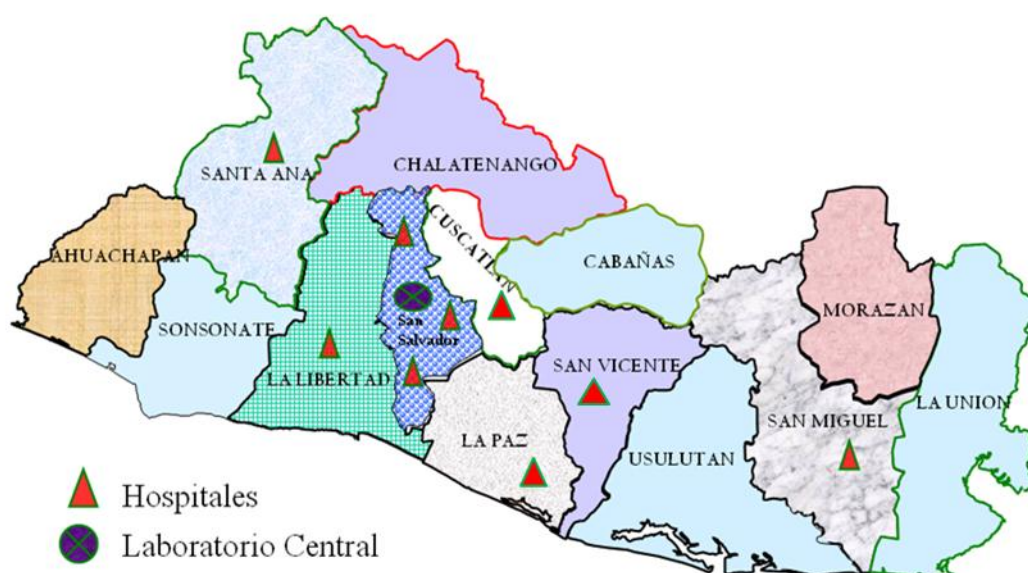 CHALATENANGO
SANTA ANA
CUSCATLAN
AHUACHAPAN
CABAÑAS
SONSONATE
San
Salvador
MORAZAN
LA LIBERTAD
SAN VICENTE
LA UNION
SAN MIGUEL
LA PAZ
USULUTAN
Hospitales
Laboratorio Central